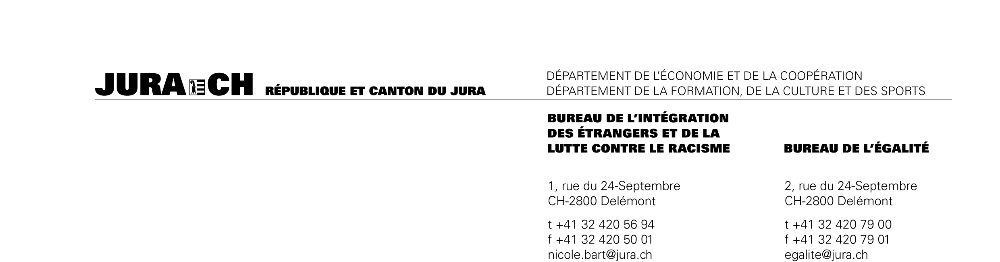 JURA CH RÉPUBLIQUE ET CANTON DU JURA
DÉPARTEMENT DE L’ÉCONOMIE ET DE LA COOPÉRATION
DÉPARTEMENT DE LA FORMATION, DE LA CULTURE ET DES SPORTS
BUREAU DE L’INTÉGRATION
DES ÉTRANGERS ET DE LA
LUTTE CONTRE LE RACISME
1, rue du 24-Septembre
CH-2800 Delémont
t +41 32 420 56 94
f +41 32 420 50 01
nicole.bart@jura.ch
BUREAU DE L’ÉGALITÉ
2, rue du 24-Septembre
CH-2800 Delémont
t +41 32 420 79 00
f +41 32 420 79 01
egalite@jura.ch